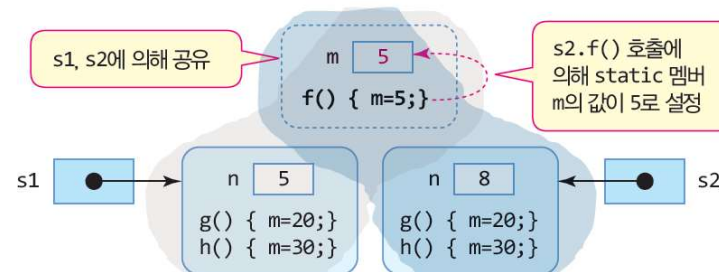 s1, s2에 의해 공유
m 5
f() { m=5;}
s2.f() 호출에
의해 static 멤버
m의 값이 5로 설정
s1
n 5
g() { m=20;}
h() { m=30;}
n 8
g() { m=20;}
h() { m=30;}
s2